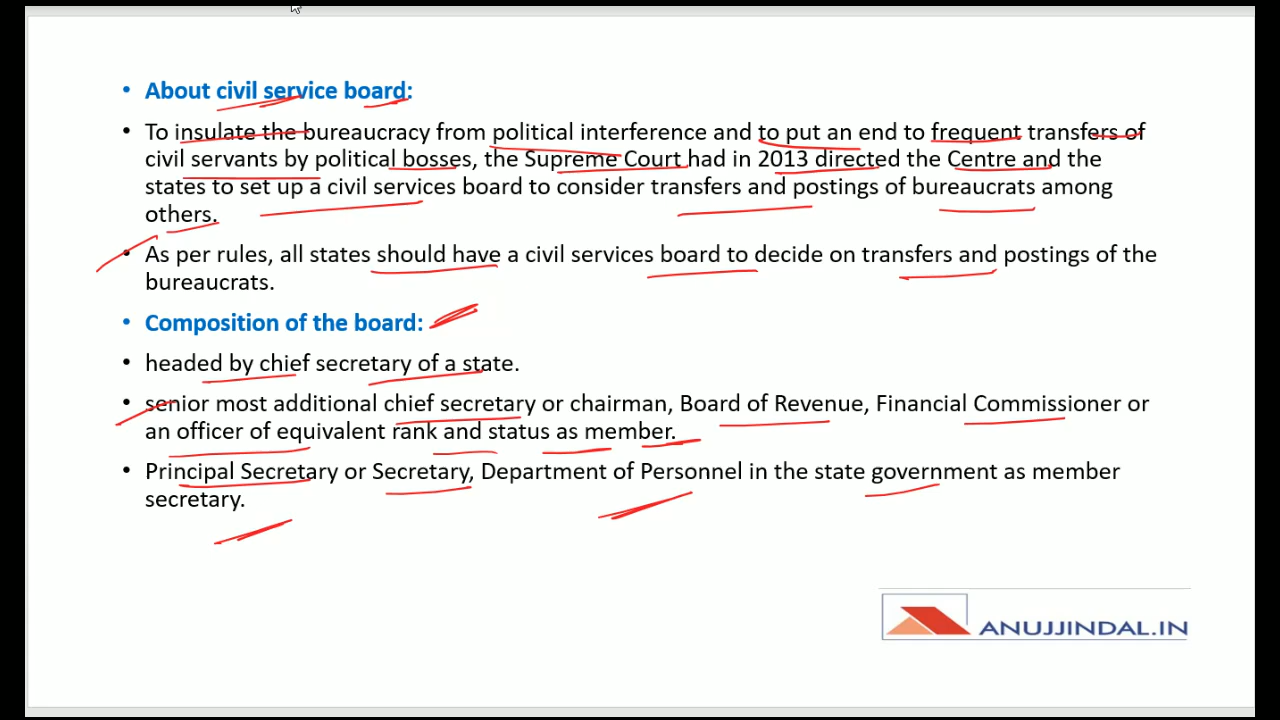 • About civil service board:
• To insulate the bureaucracy from political interference and to put an end to frequent transfers of
civil servants by political bosses, the Supreme Court had in 2013 directed the Centre and the
states to set up a civil services board to consider transfers and postings of bureaucrats among
others.
• As per rules, all states should have a civil services board to decide on transfers and postings of the
bureaucrats.
• Composition of the board:
• headed by chief secretary of a state.
• senior most additional chief secretary or chairman, Board of Revenue, Financial Commissioner or
an officer of equivalent rank and status as member.
• Principal Secretary or Secretary, Department of Personnel in the state government as member
secretary.
ANUJJINDAL.IN